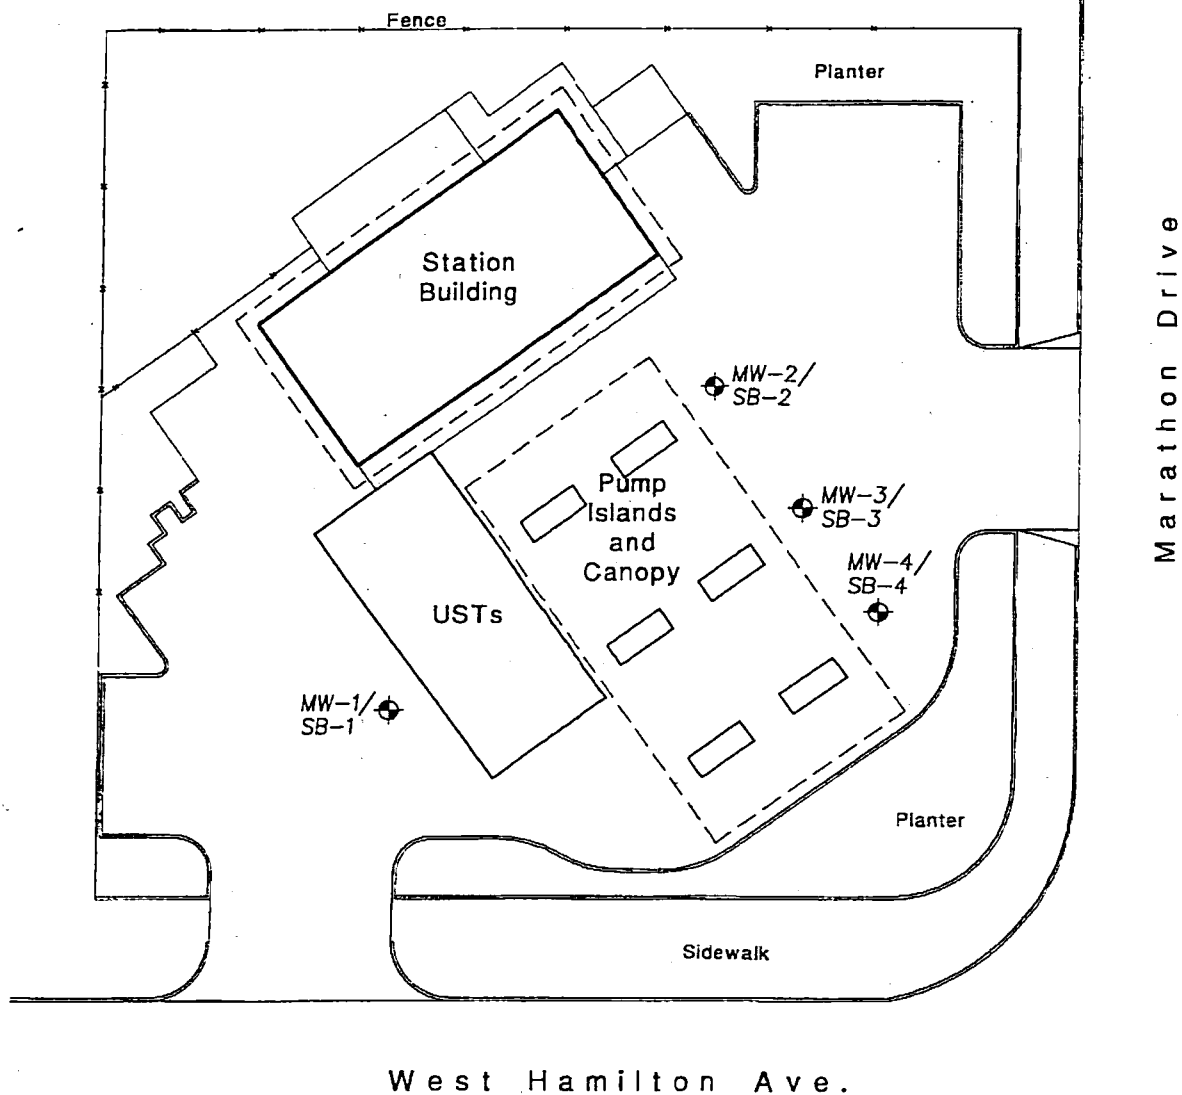 Fence
Planter
Station
Building
MW-2/
SB-2
Marathon Drive
Pump
Islands
and
Canopy
MW-3/
SB-3
MW-4/
SB-4
USTs
MW-1/
SB-1
Planter
Sidewalk
West Hamilton Ave.